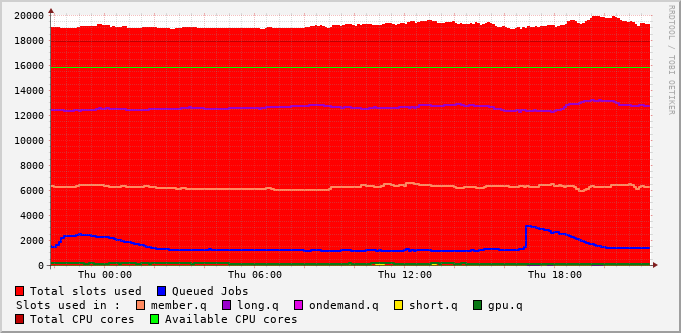 20000
18000
16000
14000
12000
10000
8000
6000
4000
2000
0
Thu 00:00 Thu 06:00 Thu 12:00 Thu 18:00
RRDTOOL / TOBI OETIKER
Total slots used Queued Jobs
Slots used in : member.q long.q ondemand.q short.q gpu.q
Total CPU cores Available CPU cores